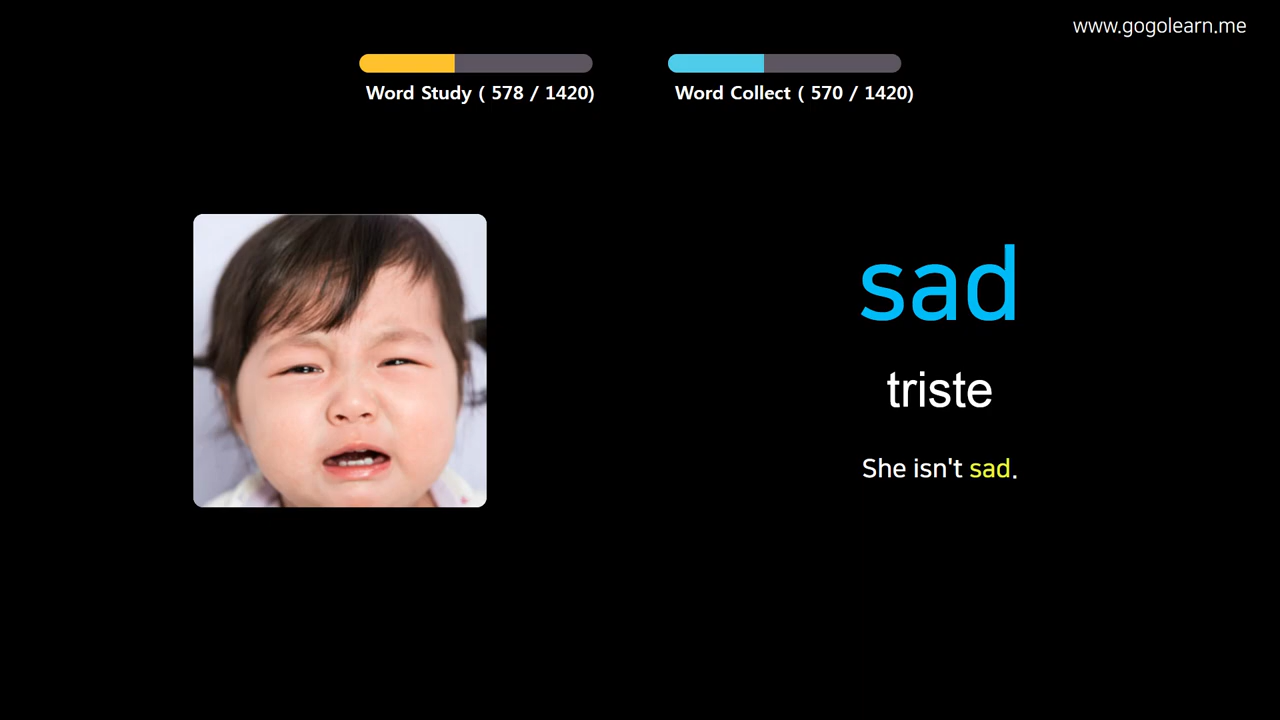 www.gogolearn.me
Word Study ( 578 / 1420)
Word Collect ( 570 / 1420)
sad
triste
She isn't sad.